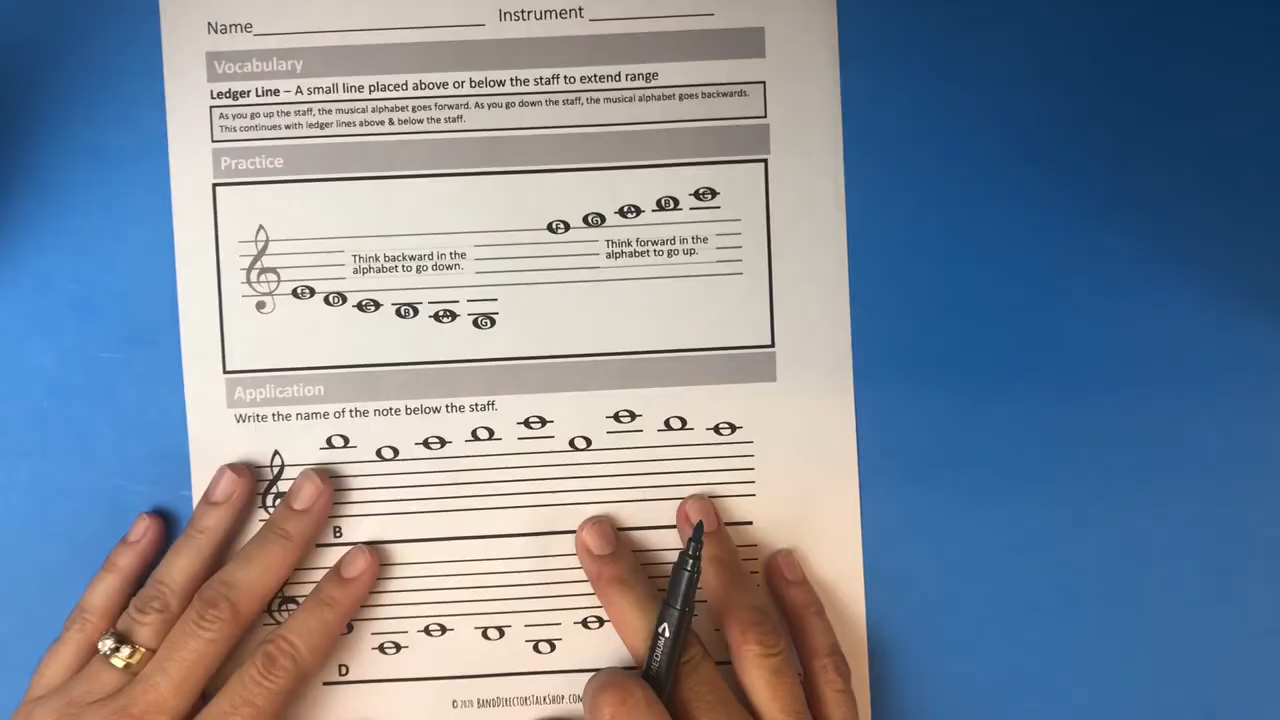 Name____________________ Instrument ____________
Vocabulary
Ledger Line – A small line placed above or below the staff to extend range
As you go up the staff, the musical alphabet goes forward. As you go down the staff, the musical alphabet goes backwards.
This continues with ledger lines above & below the staff.
Practice
F G A B C
Think backward in the
alphabet to go down.
Think forward in the
alphabet to go up.
E D C B A G
Application
Write the name of the note below the staff.
B
D
MEDIUM
© 2020 BANDDIRECTORSTALKSHOP.COM